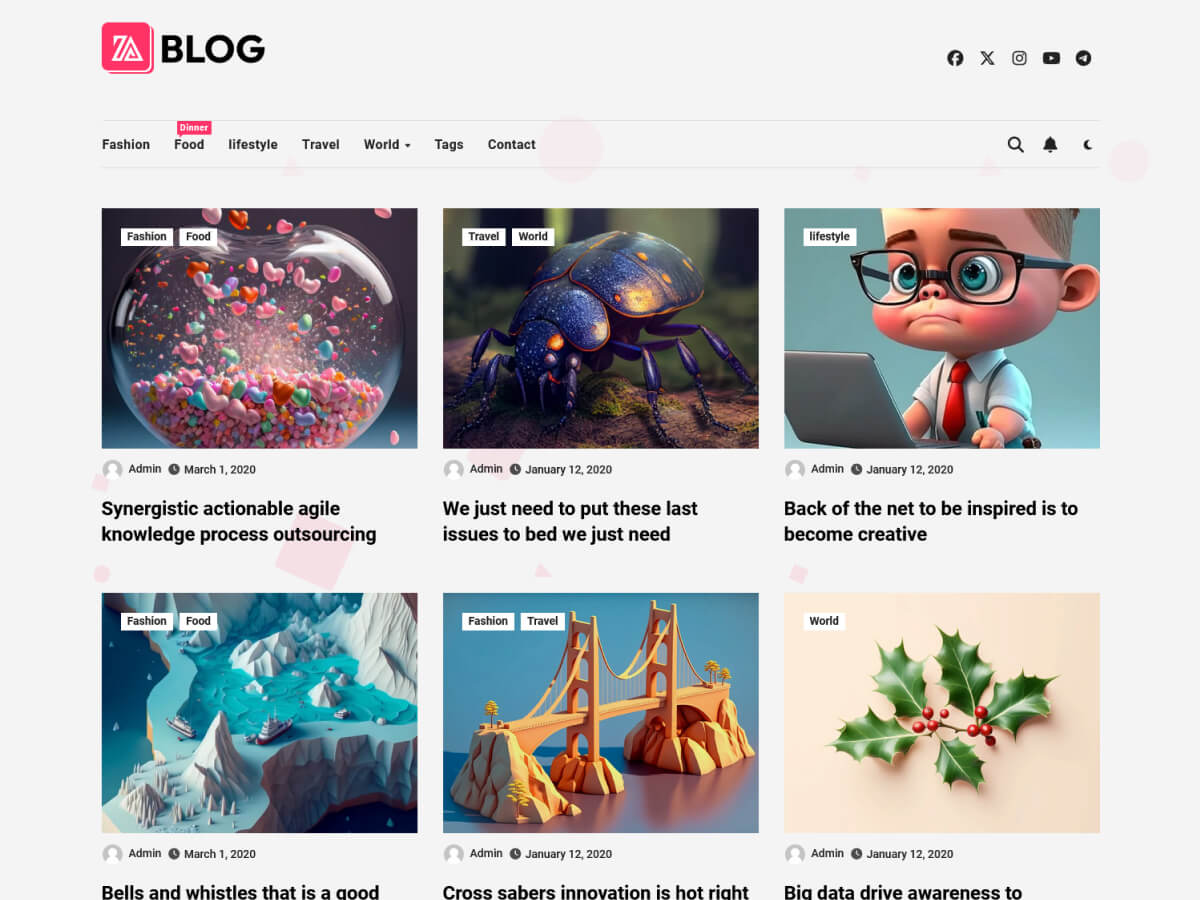 ZA BLOG
Dinner
Fashion Food lifestyle Travel World Tags Contact
Fashion Food
Travel World
lifestyle
Admin March 1, 2020
Admin January 12, 2020
Admin January 12, 2020
Synergistic actionable agile
knowledge process outsourcing
We just need to put these last
issues to bed we just need
Back of the net to be inspired is to
become creative
Fashion Food
Fashion Travel
World
Admin March 1, 2020
Admin January 12, 2020
Admin January 12, 2020
Bells and whistles that is a good
Cross sabers innovation is hot right
Big data drive awareness to